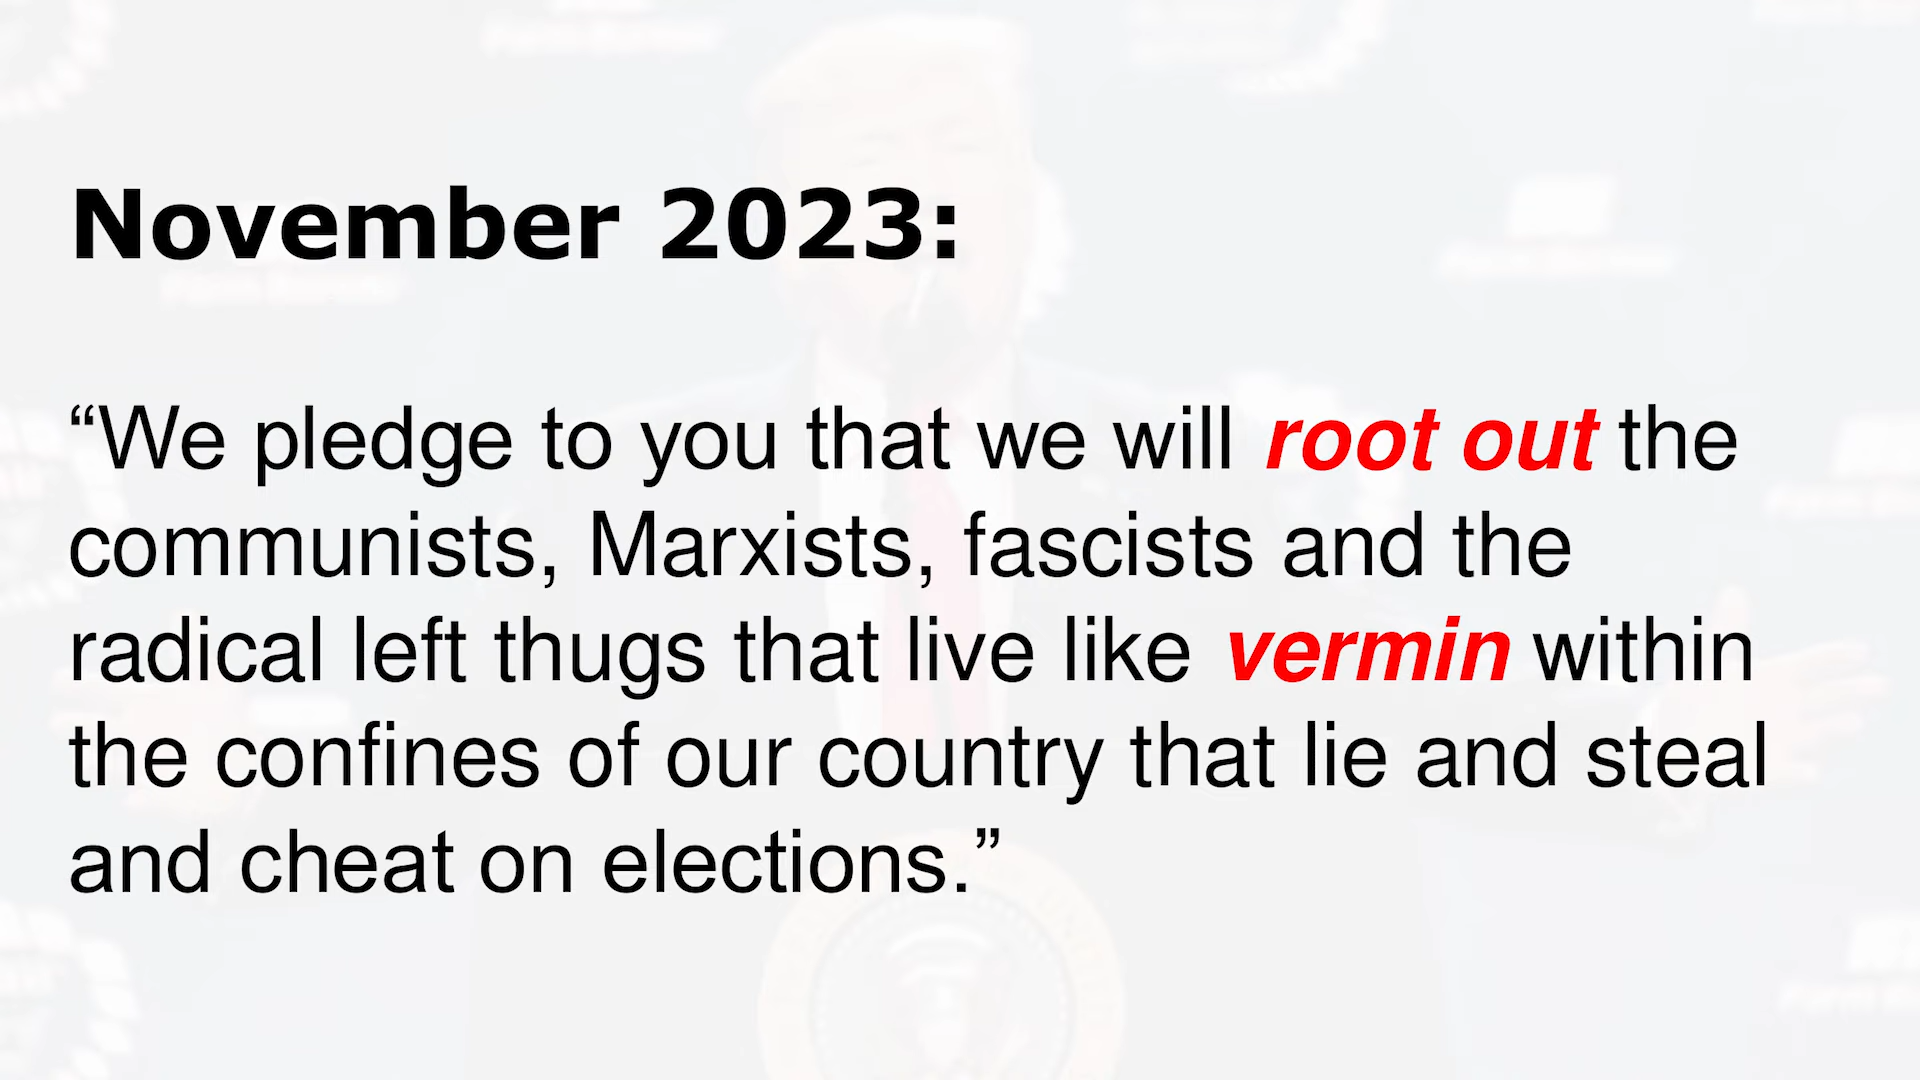 November 2023:
“We pledge to you that we will root out the
communists, Marxists, fascists and the
radical left thugs that live like vermin within
the confines of our country that lie and steal
and cheat on elections.”